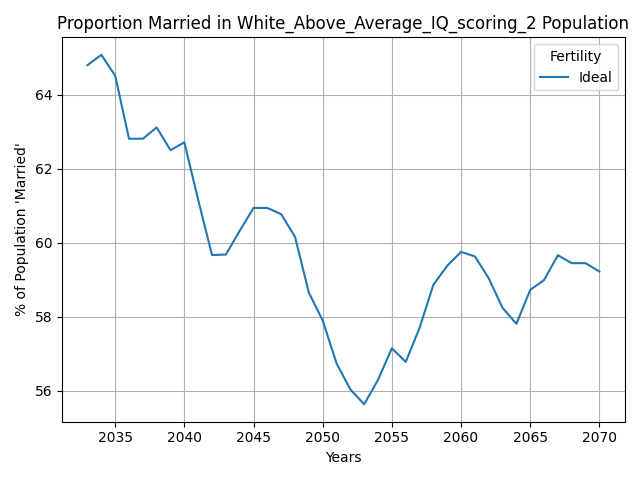 Proportion Married in White_Above_Average_IQ_scoring_2 Population
Fertility
Ideal
% of Population 'Married'
64
62
60
58
56
2035 2040 2045 2050 2055 2060 2065 2070
Years